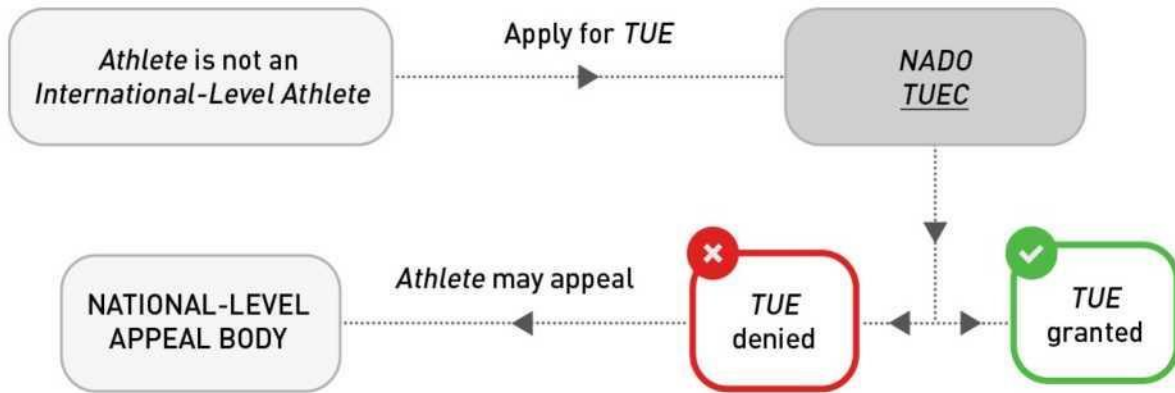 Athlete is not an
International-Level Athlete
Apply for TUE
NADO
TUEC
NATIONAL-LEVEL
APPEAL BODY
Athlete may appeal
TUE
denied
TUE
granted